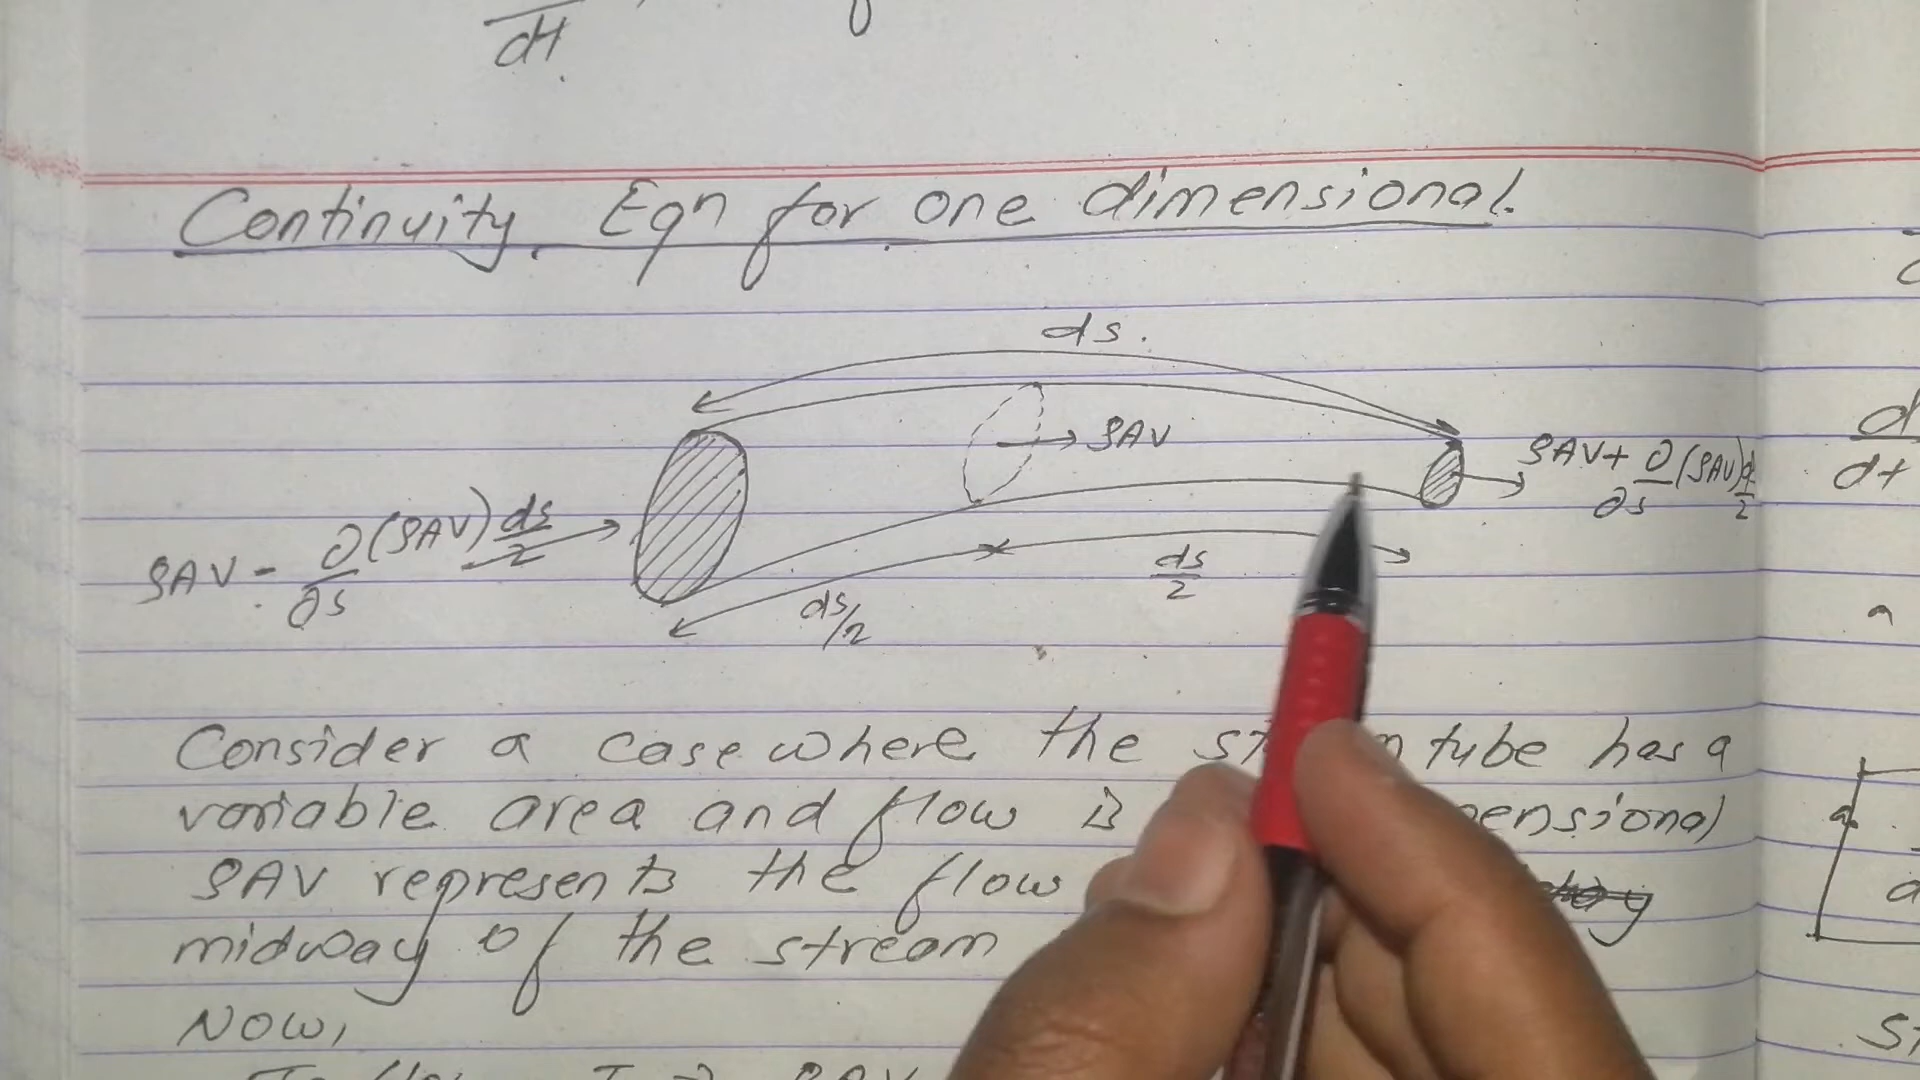 dH
Continuity Eqn for one dimensional.
ds.
ρAV
ρAV + ∂/∂s (ρAV) ds/2
ρAV - ∂/∂s (ρAV) ds/2
ds/2
ds/2
Consider a case where the tube has a
variable area and flow is
ρAV represents the flow
midway of the stream
Now,
ρAV
d
dt